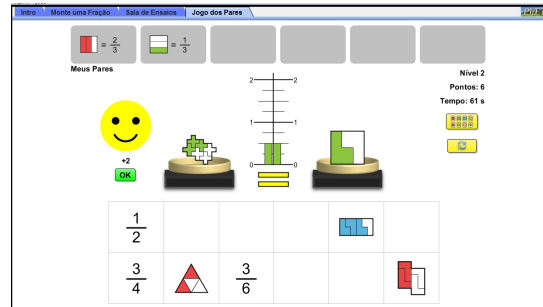 Intro Monte uma Fração Sala de Ensaios Jogo dos Pares
= 2/3 = 1/3
Meus Pares
Nível 2
Pontos: 6
Tempo: 61 s
2 2
1 1
0 0
+2
OK
1/2
3/4 3/6